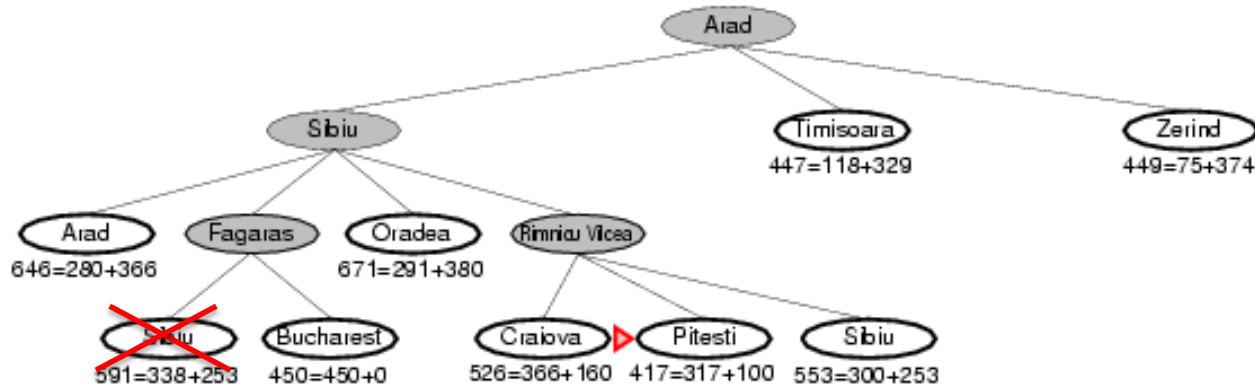 Arad
Sibiu
Timisoara
Zerind
447=118+329
449=75+374
Arad
Fagaras
Oradea
Rimnicu Vilcea
646=280+366
671=291+380
Sibiu
Bucharest
Craiova
Pitesti
Sibiu
591=338+253
450=450+0
526=366+160
417=317+100
553=300+253